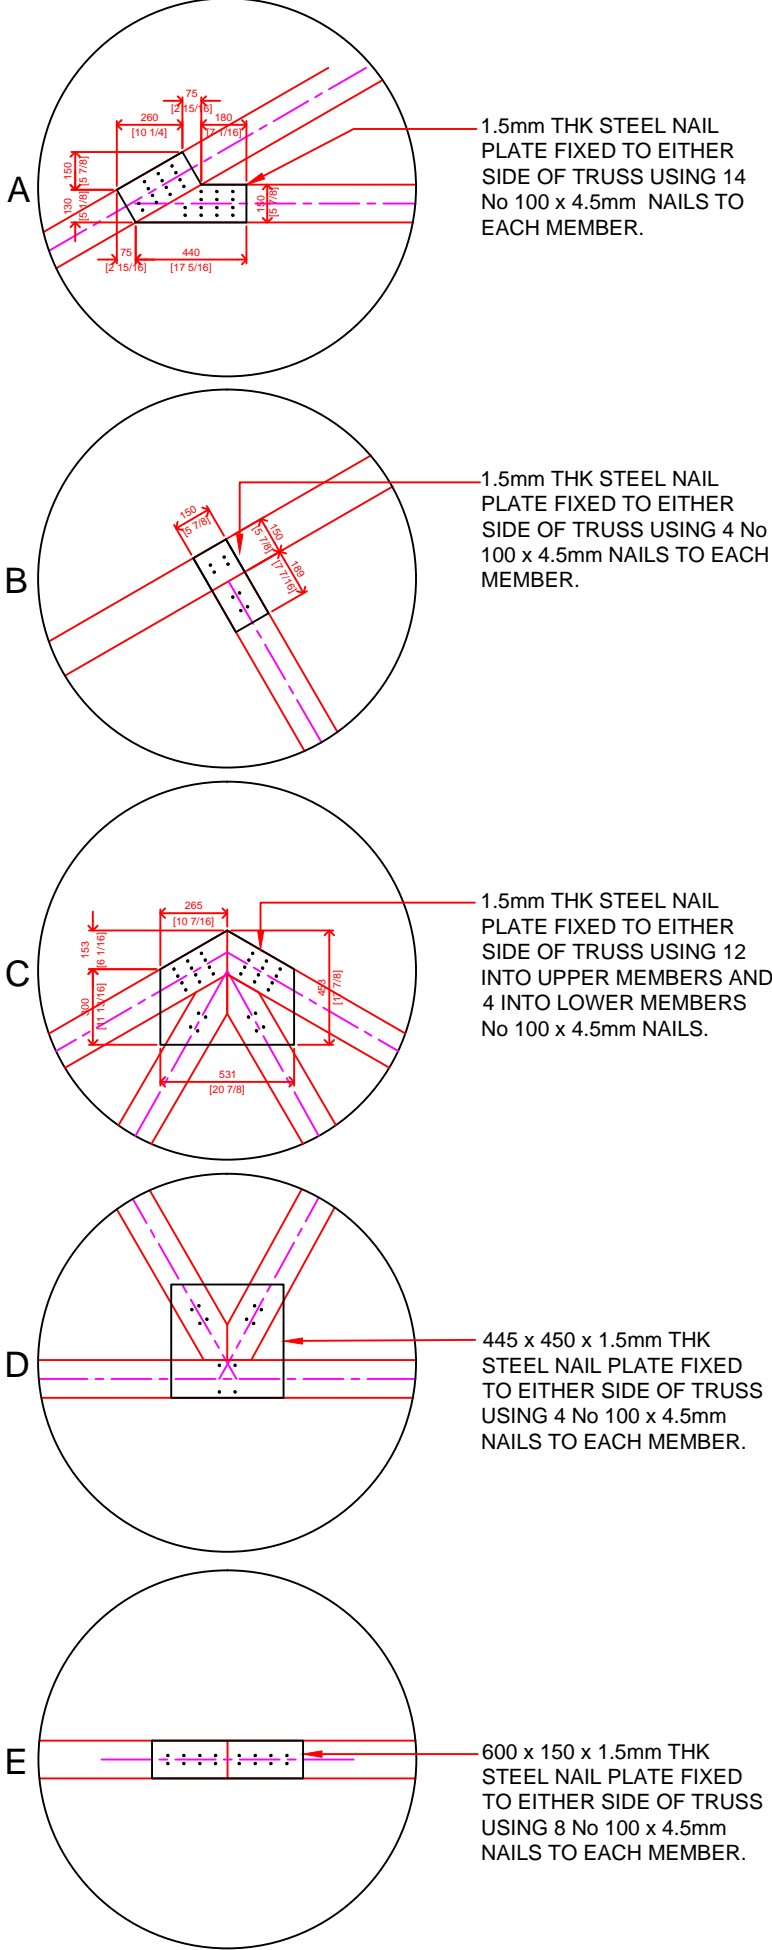 75
[2 15/16]
260
[10 1/4]
180
[7 1/16]
150
[5 7/8]
130
[5 1/8]
150
[5 7/8]
75
[2 15/16]
440
[17 5/16]
A
1.5mm THK STEEL NAIL
PLATE FIXED TO EITHER
SIDE OF TRUSS USING 14
No 100 x 4.5mm NAILS TO
EACH MEMBER.
150
[5 7/8]
150
[5 7/8]
189
[7 7/16]
B
1.5mm THK STEEL NAIL
PLATE FIXED TO EITHER
SIDE OF TRUSS USING 4 No
100 x 4.5mm NAILS TO EACH
MEMBER.
265
[10 7/16]
153
[6 1/16]
300
[11 13/16]
453
[17 7/8]
531
[20 7/8]
C
1.5mm THK STEEL NAIL
PLATE FIXED TO EITHER
SIDE OF TRUSS USING 12
INTO UPPER MEMBERS AND
4 INTO LOWER MEMBERS
No 100 x 4.5mm NAILS.
D
445 x 450 x 1.5mm THK
STEEL NAIL PLATE FIXED
TO EITHER SIDE OF TRUSS
USING 4 No 100 x 4.5mm
NAILS TO EACH MEMBER.
E
600 x 150 x 1.5mm THK
STEEL NAIL PLATE FIXED
TO EITHER SIDE OF TRUSS
USING 8 No 100 x 4.5mm
NAILS TO EACH MEMBER.